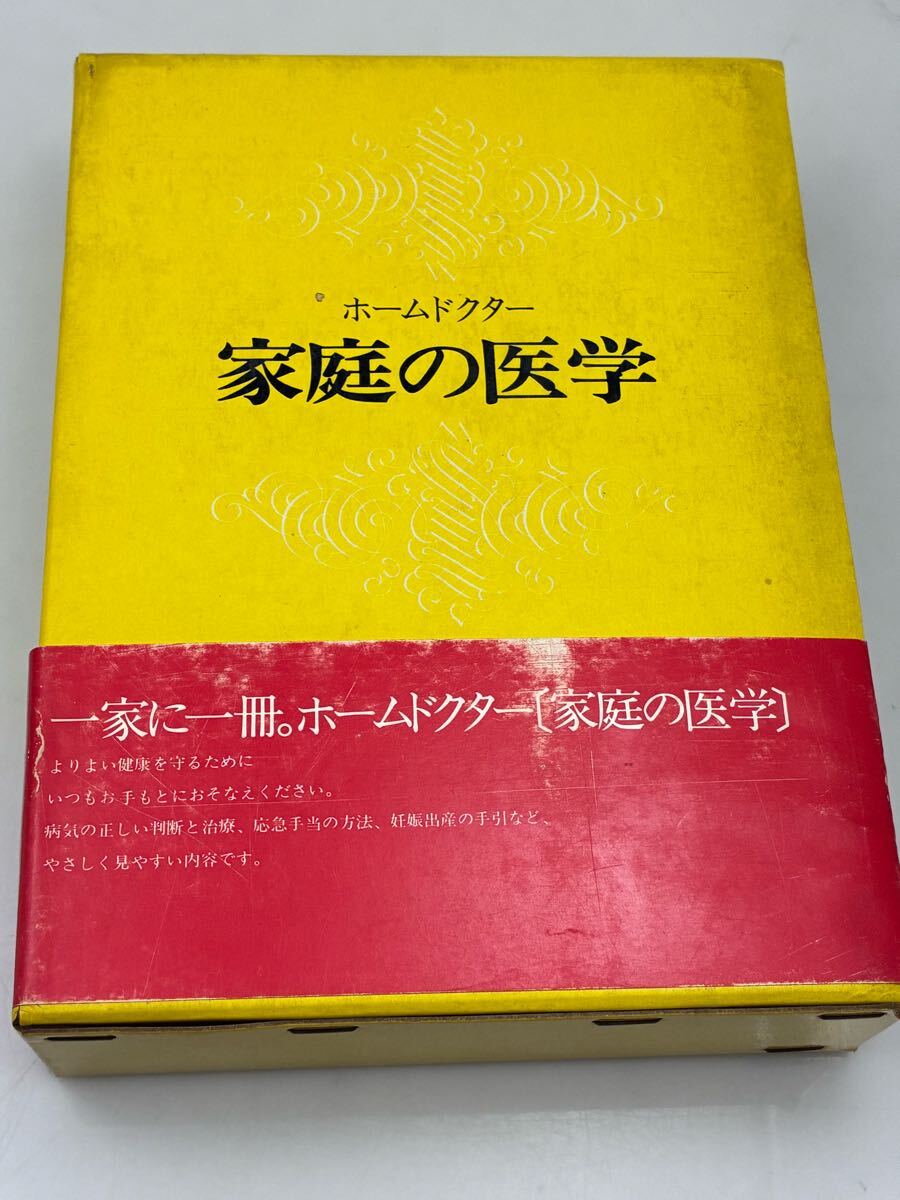 ホームドクター
家庭の医学
一家に一冊。ホームドクター〔家庭の医学〕
よりよい健康を守るために
いつもお手もとにおそなえください。
病気の正しい判断と治療、応急手当の方法、妊娠出産の手引など、
やさしく見やすい内容です。